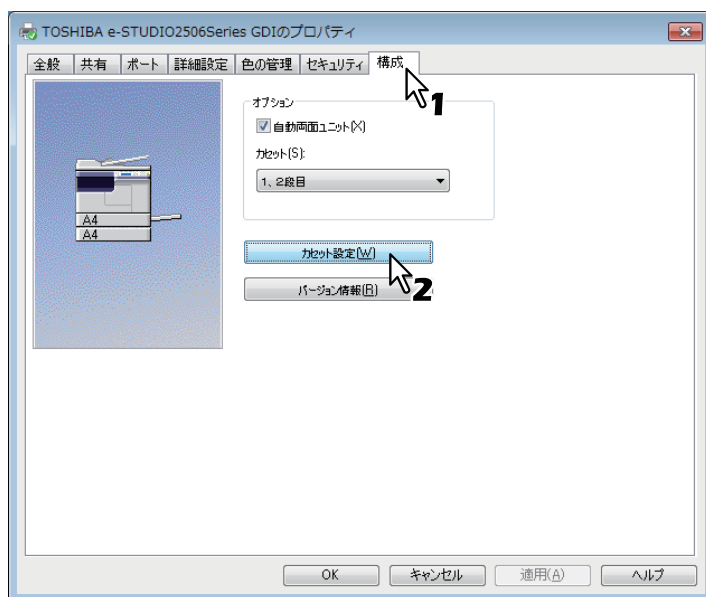 TOSHIBA e-STUDIO2506Series GDIのプロパティ
全般 共有 ポート 詳細設定 色の管理 セキュリティ 構成
1
オプション
自動両面ユニット(X)
カセット(S):
1、2段目
A4
A4
カセット設定(W)
2
バージョン情報(R)
OK キャンセル 適用(A) ヘルプ